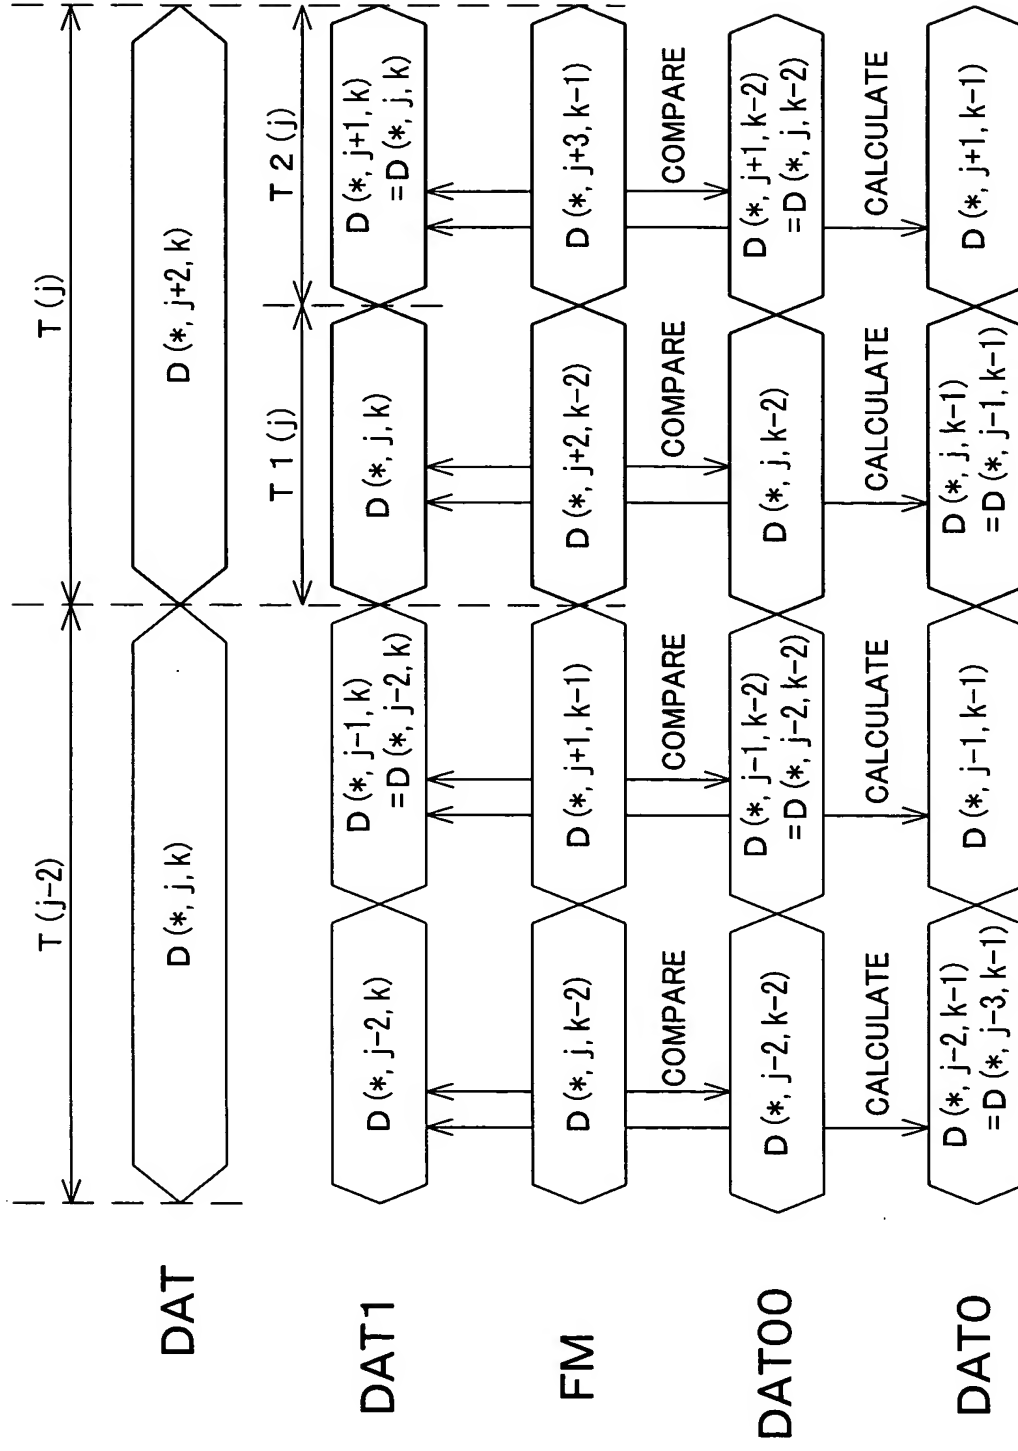 T(j-2)
T(j)
DAT
D(*, j, k)
D(*, j+2, k)
T1(j)
T2(j)
DAT1
D(*, j-2, k)
D(*, j-1, k)
=D(*, j-2, k)
D(*, j, k)
D(*, j+1, k)
=D(*, j, k)
FM
D(*, j, k-2)
D(*, j+1, k-1)
D(*, j+2, k-2)
D(*, j+3, k-1)
COMPARE
COMPARE
COMPARE
COMPARE
DAT00
D(*, j-2, k-2)
D(*, j-1, k-2)
=D(*, j-2, k-2)
D(*, j, k-2)
D(*, j+1, k-2)
=D(*, j, k-2)
CALCULATE
CALCULATE
CALCULATE
CALCULATE
DAT0
D(*, j-2, k-1)
=D(*, j-3, k-1)
D(*, j-1, k-1)
D(*, j, k-1)
=D(*, j-1, k-1)
D(*, j+1, k-1)